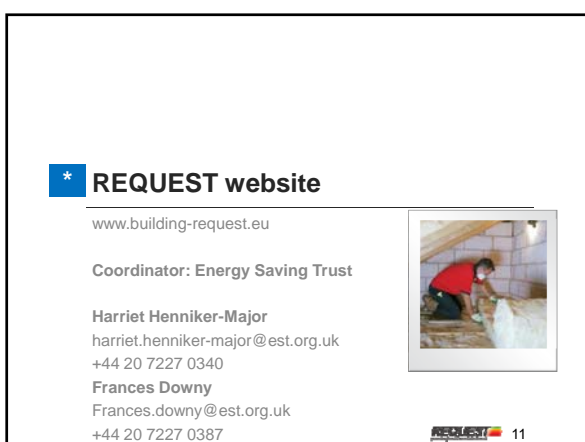 *
REQUEST website
www.building-request.eu
Coordinator: Energy Saving Trust
Harriet Henniker-Major
harriet.henniker-major@est.org.uk
+44 20 7227 0340
Frances Downy
Frances.downy@est.org.uk
+44 20 7227 0387
REQUEST
11